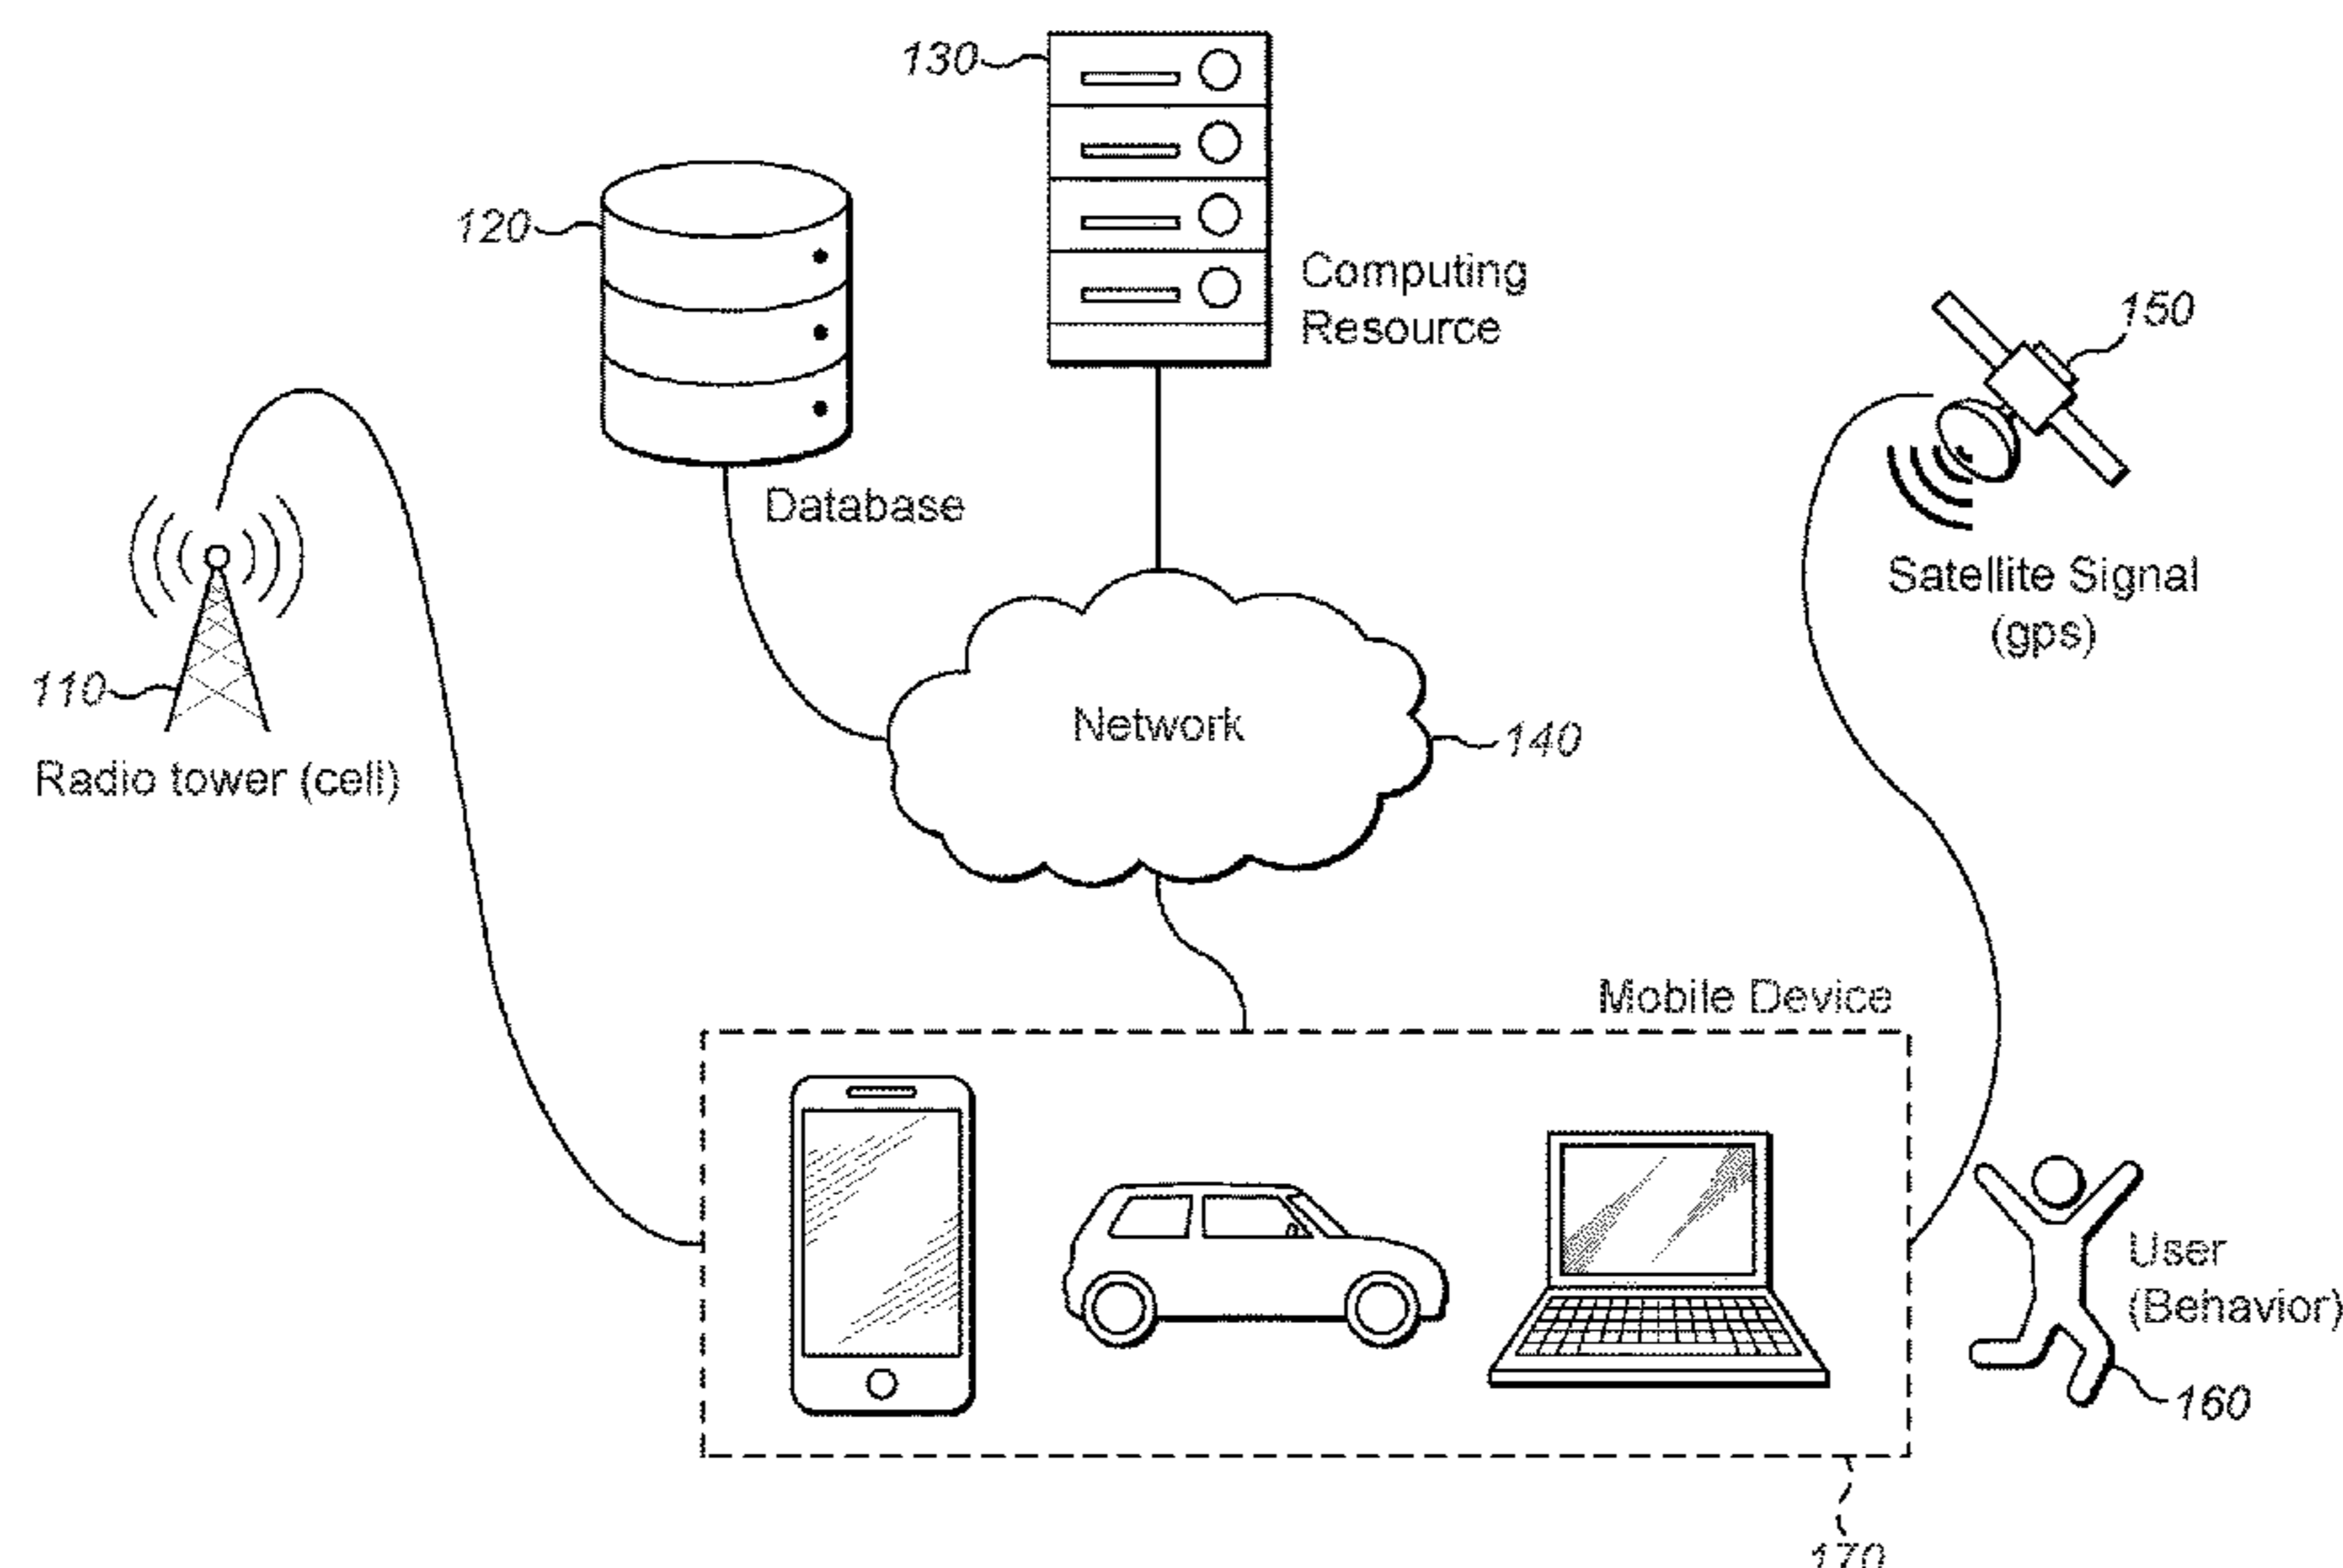 130
120
Computing
Resource
150
Database
Satellite Signal
(gps)
110
Network
140
Radio tower (cell)
Mobile Device
User
(Behavior)
160
170